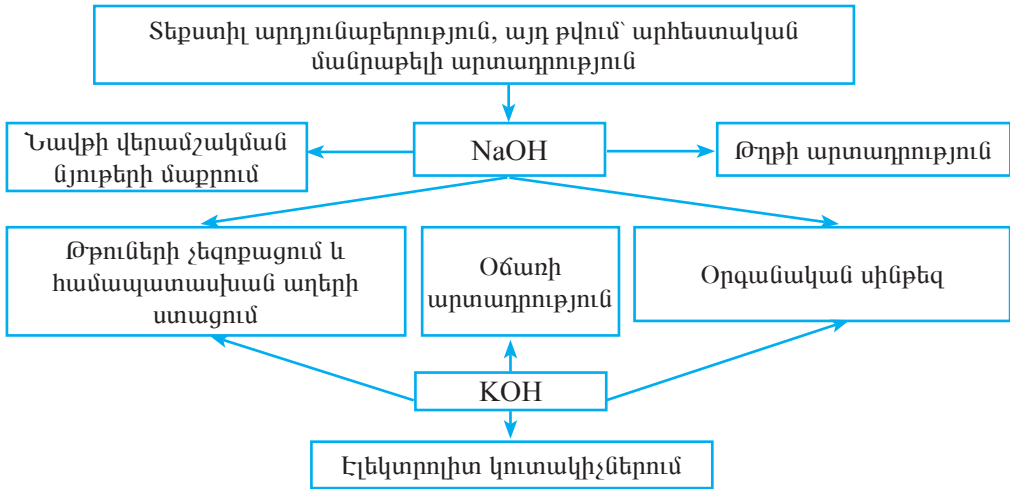 Տեքստիլ արդյունաբերություն, այդ թվում՝ արհեստական
մանրաթելի արտադրություն
Նավթի վերամշակման
նյութերի մաքրում
NaOH
Թղթի արտադրություն
Թթուների չեզոքացում և
համապատասխան աղերի
ստացում
Օճառի
արտադրություն
Օրգանական սինթեզ
KOH
Էլեկտրոլիտ կուտակիչներում